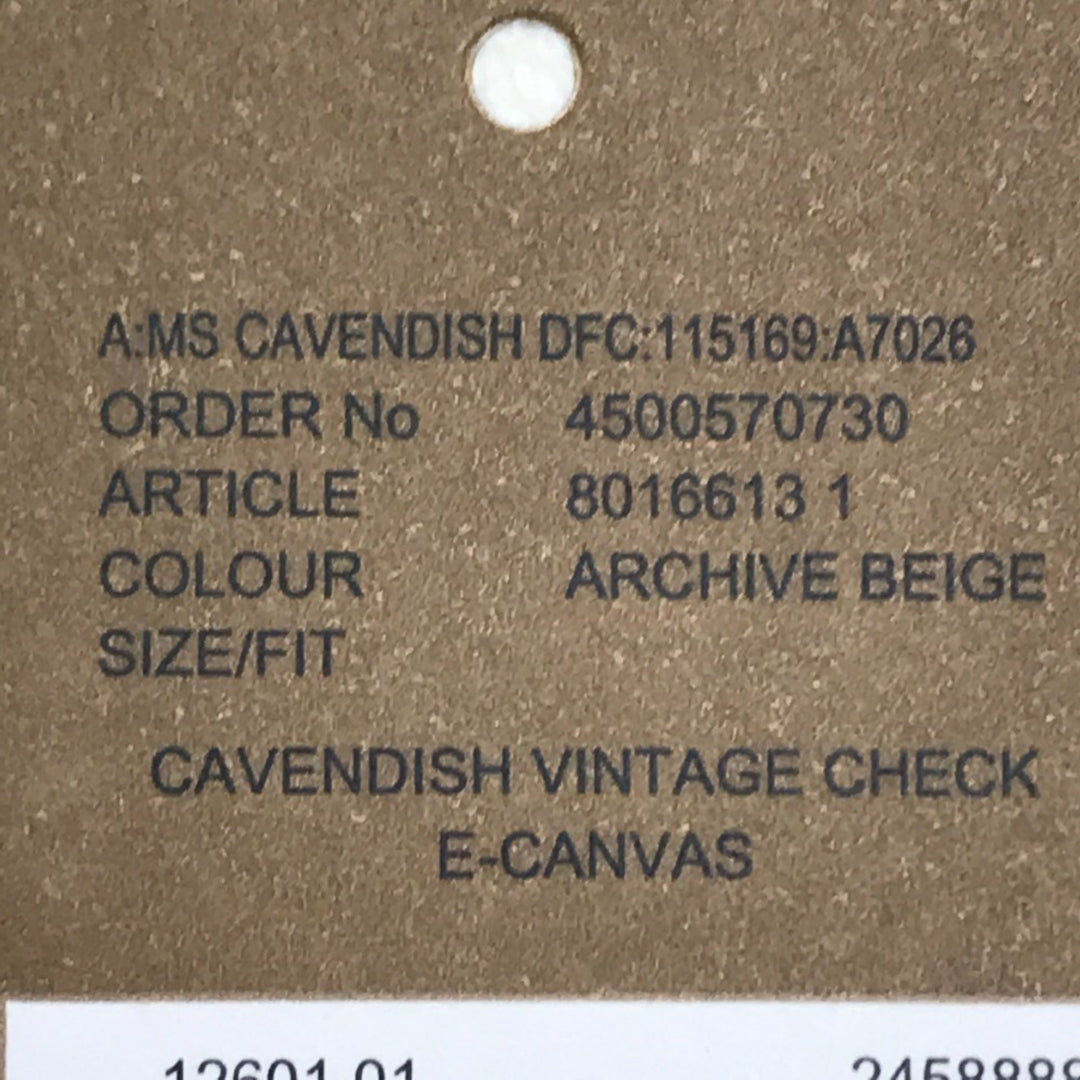 A:MS CAVENDISH DFC:115169:A7026
ORDER No 4500570730
ARTICLE 8016613 1
COLOUR ARCHIVE BEIGE
SIZE/FIT
CAVENDISH VINTAGE CHECK
E-CANVAS